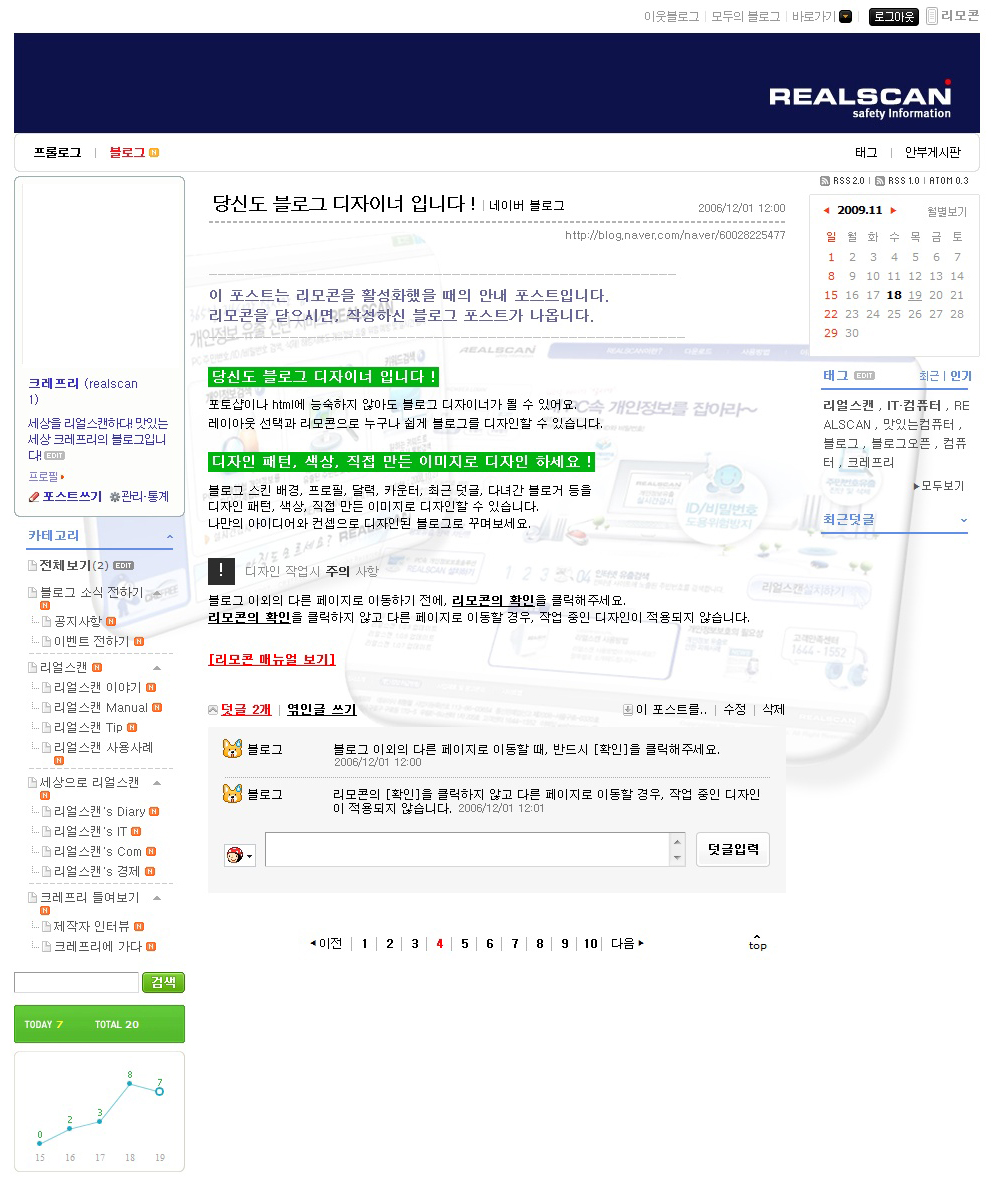 이웃블로그 | 모두의 블로그 | 바로가기 | 로그아웃 리모콘
REALSCAN
safety Information
프롤로그 | 블로그 N
태그 | 안부게시판
RSS 2.0 | RSS 1.0 | ATOM 0.3
크레프리 (realscan
1)
세상을 리얼스캔하다! 맛있는
세상 크레프리의 블로그입니
다! EDIT
프로필
포스트쓰기 관리·통계
카테고리
전체보기(2) EDIT
블로그 소식 전하기
N
공지사항 N
이벤트 전하기 N
리얼스캔 N
리얼스캔 이야기 N
리얼스캔 Manual N
리얼스캔 Tip N
리얼스캔 사용사례
N
세상으로 리얼스캔
N
리얼스캔's Diary N
리얼스캔's IT N
리얼스캔's Com N
리얼스캔's 경제 N
크레프리 들여보기
N
제작자 인터뷰 N
크레프리에 가다 N
검색
TODAY 7 TOTAL 20
0 2 3 8 7
15 16 17 18 19
당신도 블로그 디자이너 입니다 ! | 네이버 블로그
2006/12/01 12:00
http://blog.naver.com/naver/60028225477
이 포스트는 리모콘을 활성화했을 때의 안내 포스트입니다.
리모콘을 닫으시면, 작성하신 블로그 포스트가 나옵니다.
당신도 블로그 디자이너 입니다 !
포토샵이나 html에 능숙하지 않아도 블로그 디자이너가 될 수 있어요.
레이아웃 선택과 리모콘으로 누구나 쉽게 블로그를 디자인할 수 있습니다.
디자인 패턴, 색상, 직접 만든 이미지로 디자인 하세요 !
블로그 스킨 배경, 프로필, 달력, 카운터, 최근 덧글, 다녀간 블로거 등을
디자인 패턴, 색상, 직접 만든 이미지로 디자인할 수 있습니다.
나만의 아이디어와 컨셉으로 디자인된 블로그로 꾸며보세요.
! 디자인 작업시 주의 사항
블로그 이외의 다른 페이지로 이동하기 전에, 리모콘의 확인을 클릭해주세요.
리모콘의 확인을 클릭하지 않고 다른 페이지로 이동할 경우, 작업 중인 디자인이 적용되지 않습니다.
[리모콘 매뉴얼 보기]
덧글 2개 | 엮인글 쓰기
이 포스트를.. | 수정 | 삭제
블로그 블로그 이외의 다른 페이지로 이동할 때, 반드시 [확인]을 클릭해주세요.
2006/12/01 12:00
블로그 리모콘의 [확인]을 클릭하지 않고 다른 페이지로 이동할 경우, 작업 중인 디자인
이 적용되지 않습니다. 2006/12/01 12:01
덧글입력
이전 | 1 | 2 | 3 | 4 | 5 | 6 | 7 | 8 | 9 | 10 | 다음
top
2009.11 월별보기
일 월 화 수 목 금 토
1 2 3 4 5 6 7
8 9 10 11 12 13 14
15 16 17 18 19 20 21
22 23 24 25 26 27 28
29 30
태그 EDIT 최근 | 인기
리얼스캔 , IT·컴퓨터 , RE
ALSCAN , 맛있는컴퓨터 ,
블로그 , 블로그오픈 , 컴퓨
터 , 크레프리
모두보기
최근덧글
REALSCAN
PC속 개인정보를 잡아라~
ID/비밀번호
도용위험방지
리얼스캔설치하기
고객만족센터
1644 - 1552